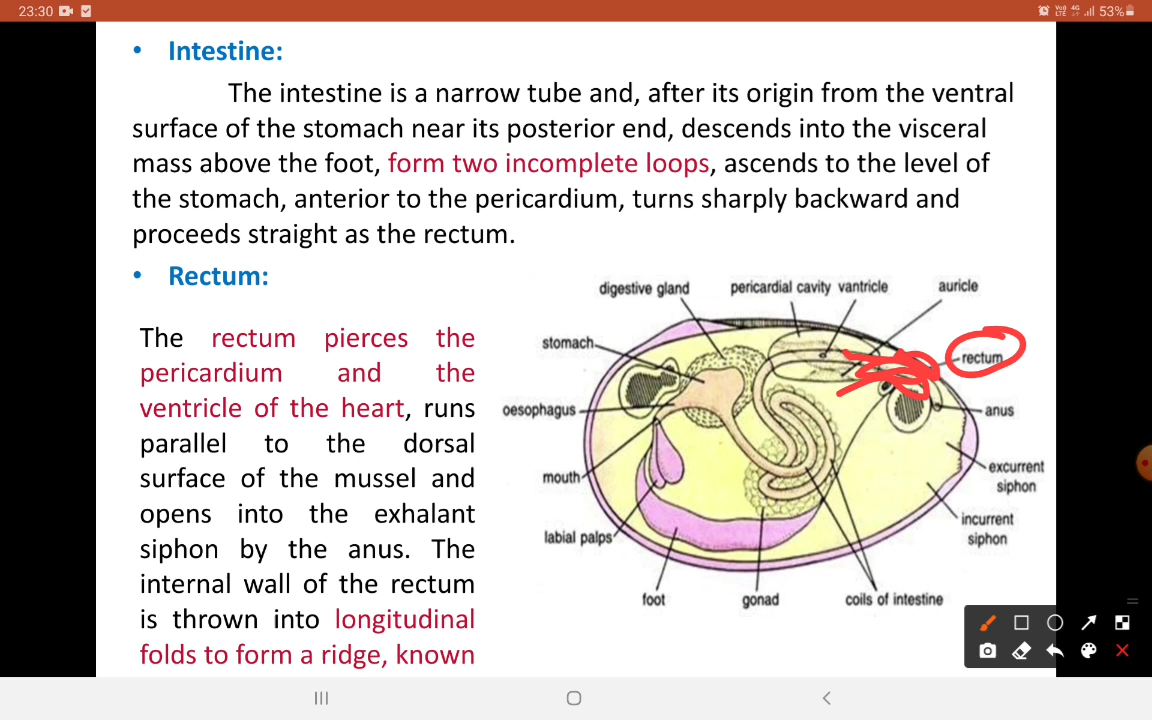 23:30
VoB 4G
LTE
53%
• Intestine:
The intestine is a narrow tube and, after its origin from the ventral
surface of the stomach near its posterior end, descends into the visceral
mass above the foot, form two incomplete loops, ascends to the level of
the stomach, anterior to the pericardium, turns sharply backward and
proceeds straight as the rectum.
• Rectum:
The rectum pierces the
pericardium and the
ventricle of the heart, runs
parallel to the dorsal
surface of the mussel and
opens into the exhalant
siphon by the anus. The
internal wall of the rectum
is thrown into longitudinal
folds to form a ridge, known
digestive gland
pericardial cavity
vantricle
auricle
stomach
rectum
oesophagus
anus
mouth
excurrent
siphon
incurrent
siphon
labial palps
foot
gonad
coils of intestine